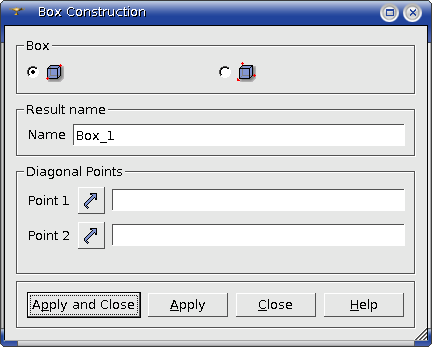 Box Construction
Box
Result name
Name Box_1
Diagonal Points
Point 1
Point 2
Apply and Close Apply Close Help